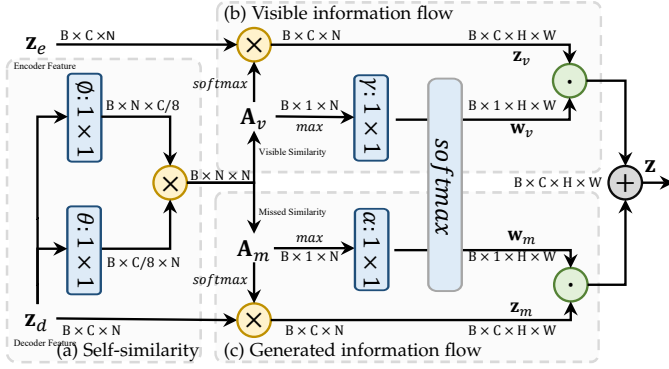 (b) Visible information flow
B × C × N
B × C × N
B × C × H × W
z_e
z_v
Encoder Feature
softmax
ϕ: 1 × 1
B × N × C/8
A_v
B × 1 × N
max
γ: 1 × 1
softmax
B × 1 × H × W
w_v
Visible Similarity
B × N × N
z
B × C × H × W
Missed Similarity
θ: 1 × 1
B × C/8 × N
A_m
max
B × 1 × N
α: 1 × 1
w_m
B × 1 × H × W
softmax
z_d
z_m
B × C × N
B × C × N
B × C × H × W
Decoder Feature
(a) Self-similarity
(c) Generated information flow